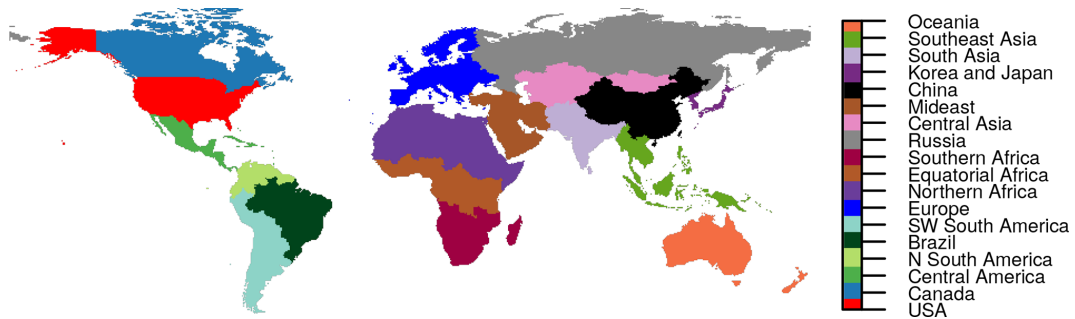 Oceania
Southeast Asia
South Asia
Korea and Japan
China
Mideast
Central Asia
Russia
Southern Africa
Equatorial Africa
Northern Africa
Europe
SW South America
Brazil
N South America
Central America
Canada
USA